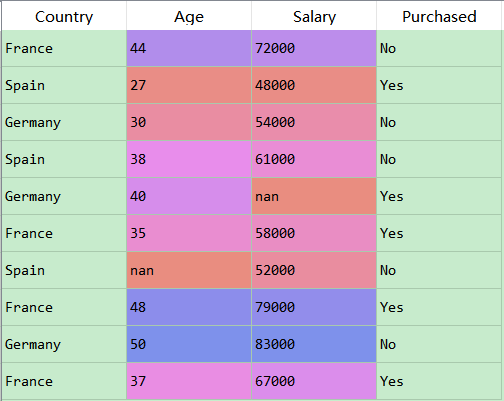 Country Age Salary Purchased
France 44 72000 No
Spain 27 48000 Yes
Germany 30 54000 No
Spain 38 61000 No
Germany 40 nan Yes
France 35 58000 Yes
Spain nan 52000 No
France 48 79000 Yes
Germany 50 83000 No
France 37 67000 Yes